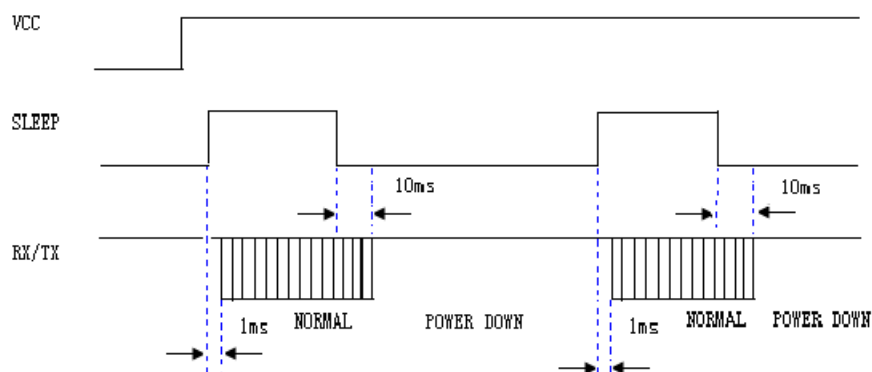 VCC
SLEEP
10ms 10ms
RX/TX
1ms NORMAL POWER DOWN 1ms NORMAL POWER DOWN